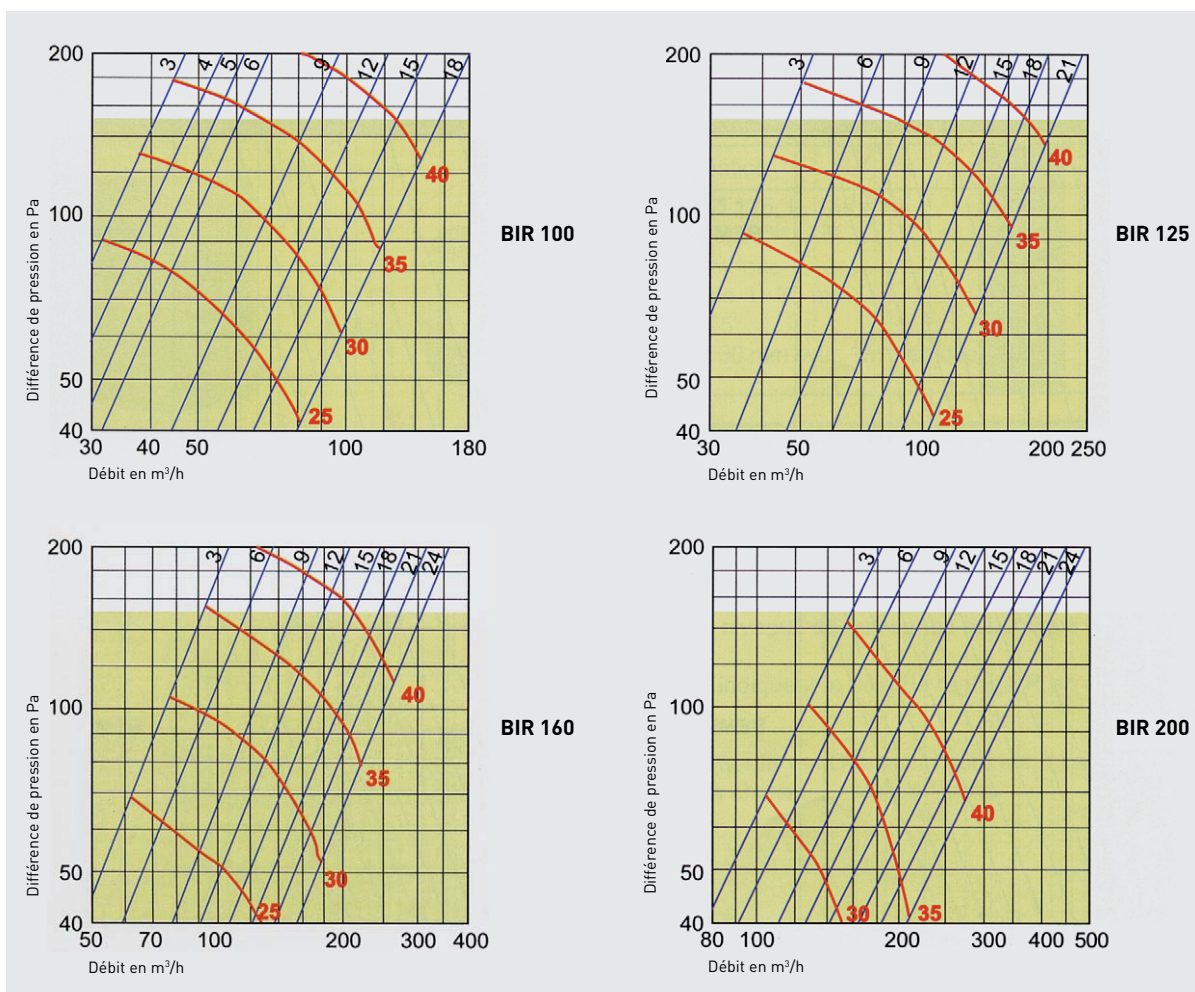 200
100
50
40
3 4 5 6 9 12 15 18
40
35
30
25
30 40 50 100 180
Différence de pression en Pa
Débit en m³/h
BIR 100
200
100
50
40
3 6 9 12 15 18 21
40
35
30
25
30 50 100 200 250
Différence de pression en Pa
Débit en m³/h
BIR 125
200
100
50
40
3 6 9 12 15 18 21 24
40
35
30
25
50 70 100 200 300 400
Différence de pression en Pa
Débit en m³/h
BIR 160
200
100
50
40
3 6 9 12 15 18 21 24
40
30 35
80 100 200 300 400 500
Différence de pression en Pa
Débit en m³/h
BIR 200